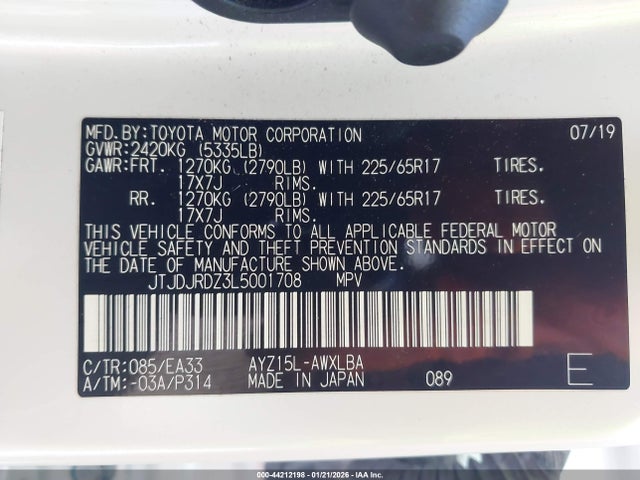 MFD.BY:TOYOTA MOTOR CORPORATION 07/19
GVWR:2420KG (5335LB)
GAWR:FRT. 1270KG (2790LB) WITH 225/65R17 TIRES.
17X7J RIMS.
RR. 1270KG (2790LB) WITH 225/65R17 TIRES.
17X7J RIMS.
THIS VEHICLE CONFORMS TO ALL APPLICABLE FEDERAL MOTOR
VEHICLE SAFETY AND THEFT PREVENTION STANDARDS IN EFFECT ON
THE DATE OF MANUFACTURE SHOWN ABOVE.
JTJDJRDZ3L5001708 MPV
C/TR:085/EA33 AYZ15L-AWXLBA
A/TM:-03A/P314 MADE IN JAPAN 089 E
000-44212198 - 01/21/2026 - IAA Inc.